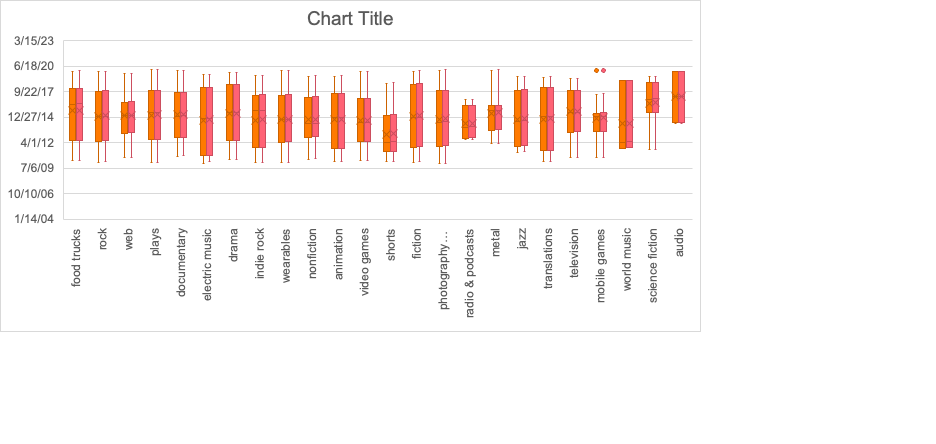 Chart Title
3/15/23
6/18/20
9/22/17
12/27/14
4/1/12
7/6/09
10/10/06
1/14/04
food trucks
rock
web
plays
documentary
electric music
drama
indie rock
wearables
nonfiction
animation
video games
shorts
fiction
photography…
radio & podcasts
metal
jazz
translations
television
mobile games
world music
science fiction
audio